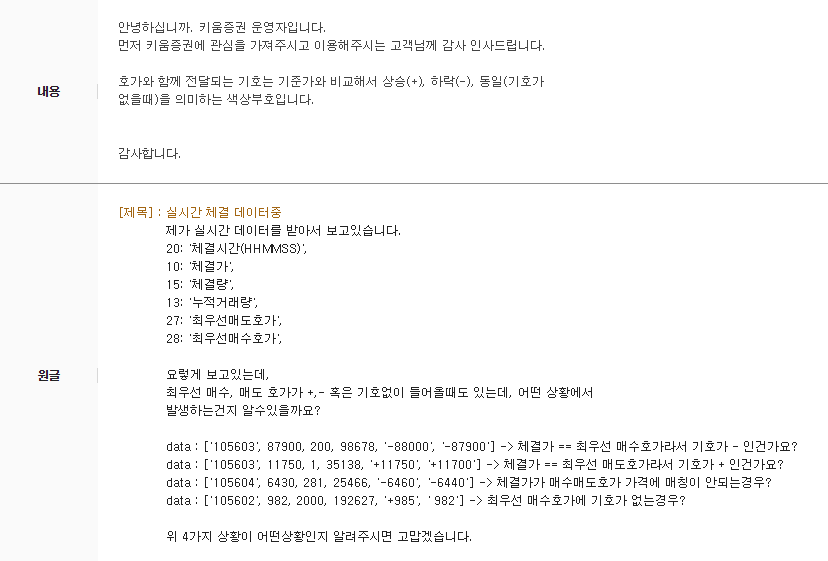 안녕하십니까. 키움증권 운영자입니다.
먼저 키움증권에 관심을 가져주시고 이용해주시는 고객님께 감사 인사드립니다.
내용
호가와 함께 전달되는 기호는 기준가와 비교해서 상승(+), 하락(-), 동일(기호가
없을때)을 의미하는 색상부호입니다.
감사합니다.
[제목] : 실시간 체결 데이터중
제가 실시간 데이터를 받아서 보고있습니다.
20: '체결시간(HHMMSS)',
10: '체결가',
15: '체결량',
13: '누적거래량',
27: '최우선매도호가',
28: '최우선매수호가',
원글
요렇게 보고있는데,
최우선 매수, 매도 호가가 +,- 혹은 기호없이 들어올때도 있는데, 어떤 상황에서
발생하는건지 알수있을까요?
data : ['105603', 87900, 200, 98678, '-88000', '-87900'] -> 체결가 == 최우선 매수호가라서 기호가 - 인건가요?
data : ['105603', 11750, 1, 35138, '+11750', '+11700'] -> 체결가 == 최우선 매도호가라서 기호가 + 인건가요?
data : ['105604', 6430, 281, 25466, '-6460', '-6440'] -> 체결가가 매수매도호가 가격에 매칭이 안되는경우?
data : ['105602', 982, 2000, 192627, '+985', ' 982'] -> 최우선 매수호가에 기호가 없는경우?
위 4가지 상황이 어떤상황인지 알려주시면 고맙겠습니다.